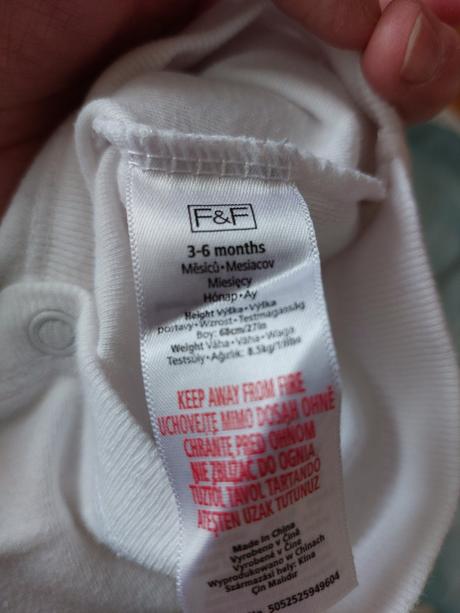 F&F
3-6 months
Měsíců • Mesiacov
Miesięcy
Hónap • Ay
Height Výška • Výška
postavy • Wzrost • Testmagasság
Boy: 68cm/27in
Weight Váha • Váha • Waga
Testsúly • Ağırlık: 8.5kg/
KEEP AWAY FROM FIRE
UCHOVEJTE MIMO DOSAH OHNĚ
CHRÁNTE PRED OHŇOM
NIE ZBLIŻAĆ DO OGNIA
TŰZTŐL TÁVOL TARTANDÓ
ATEŞTEN UZAK TUTUNUZ
Made in China
Vyrobeno v Číně
Vyrobené v Číne
Wyprodukowano w Chinach
Származási hely: Kína
Çin Malıdır
5052525949604